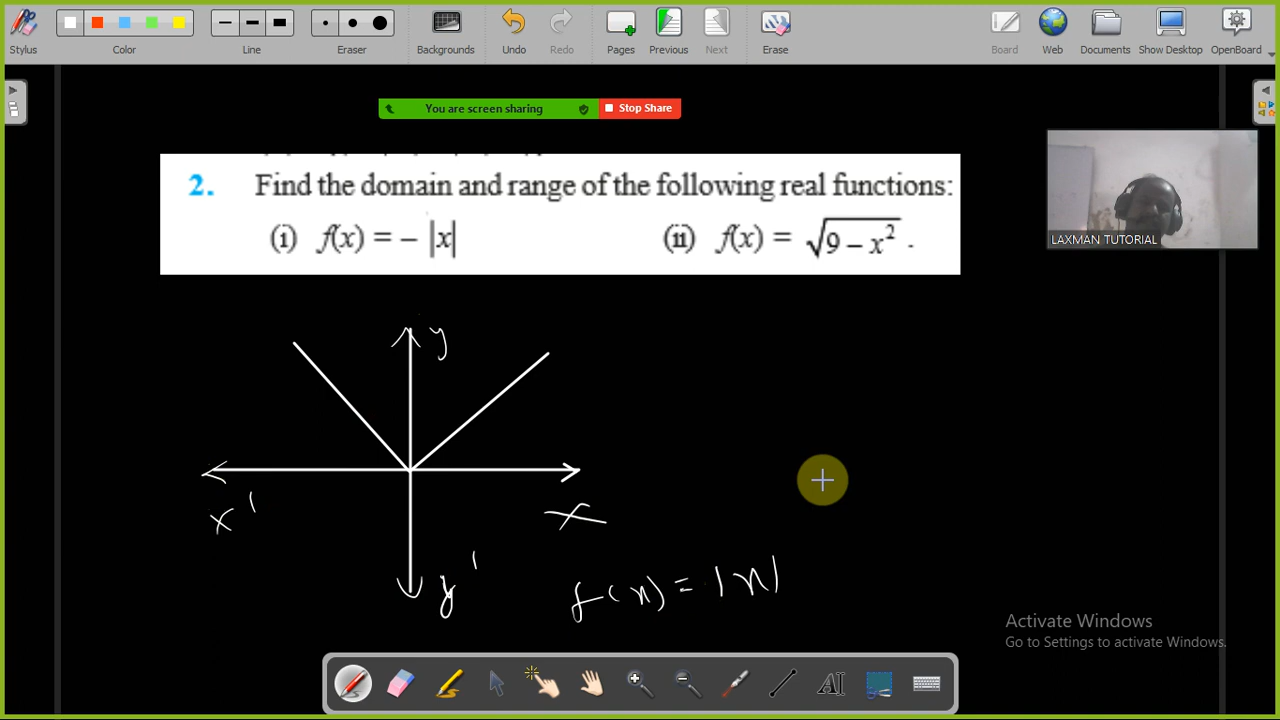 Stylus
Color
Line
Eraser
Backgrounds
Undo
Redo
Pages
Previous
Next
Erase
Board
Web
Documents
Show Desktop
OpenBoard
You are screen sharing
Stop Share
2. Find the domain and range of the following real functions:
(i) f(x) = – |x| (ii) f(x) = √(9 – x²) .
LAXMAN TUTORIAL
y
x'
x
y'
f(x) = |x|
Activate Windows
Go to Settings to activate Windows.
AI